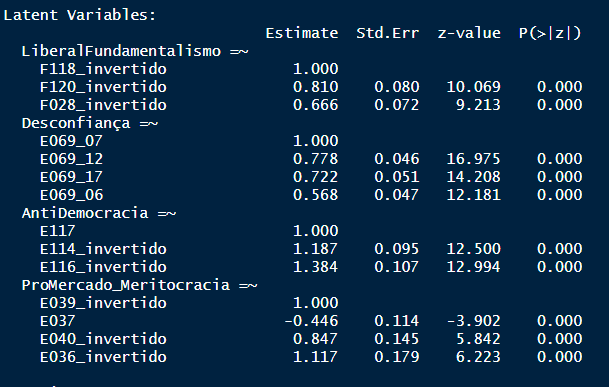 Latent Variables:
Estimate Std.Err z-value P(>|z|)
LiberalFundamentalismo =~
F118_invertido 1.000
F120_invertido 0.810 0.080 10.069 0.000
F028_invertido 0.666 0.072 9.213 0.000
Desconfiança =~
E069_07 1.000
E069_12 0.778 0.046 16.975 0.000
E069_17 0.722 0.051 14.208 0.000
E069_06 0.568 0.047 12.181 0.000
AntiDemocracia =~
E117 1.000
E114_invertido 1.187 0.095 12.500 0.000
E116_invertido 1.384 0.107 12.994 0.000
ProMercado_Meritocracia =~
E039_invertido 1.000
E037 -0.446 0.114 -3.902 0.000
E040_invertido 0.847 0.145 5.842 0.000
E036_invertido 1.117 0.179 6.223 0.000